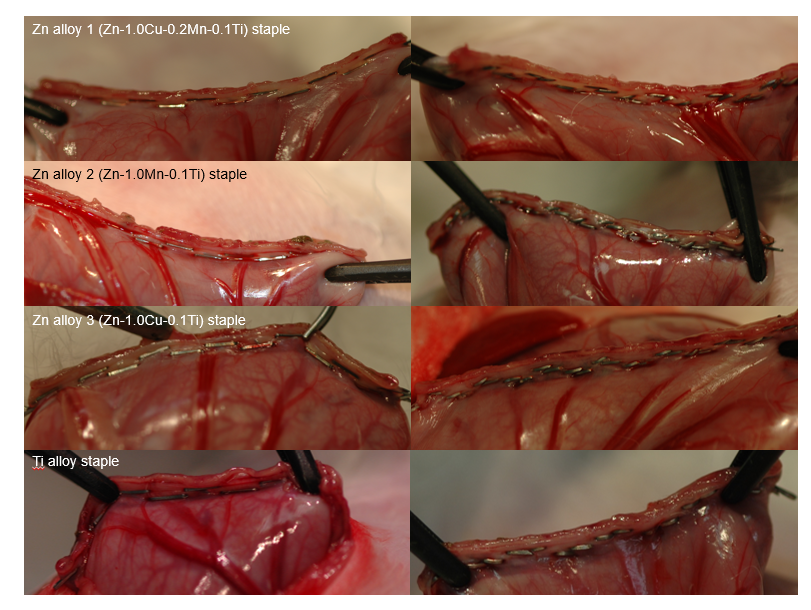 Zn alloy 1 (Zn-1.0Cu-0.2Mn-0.1Ti) staple
Zn alloy 2 (Zn-1.0Mn-0.1Ti) staple
Zn alloy 3 (Zn-1.0Cu-0.1Ti) staple
Ti alloy staple